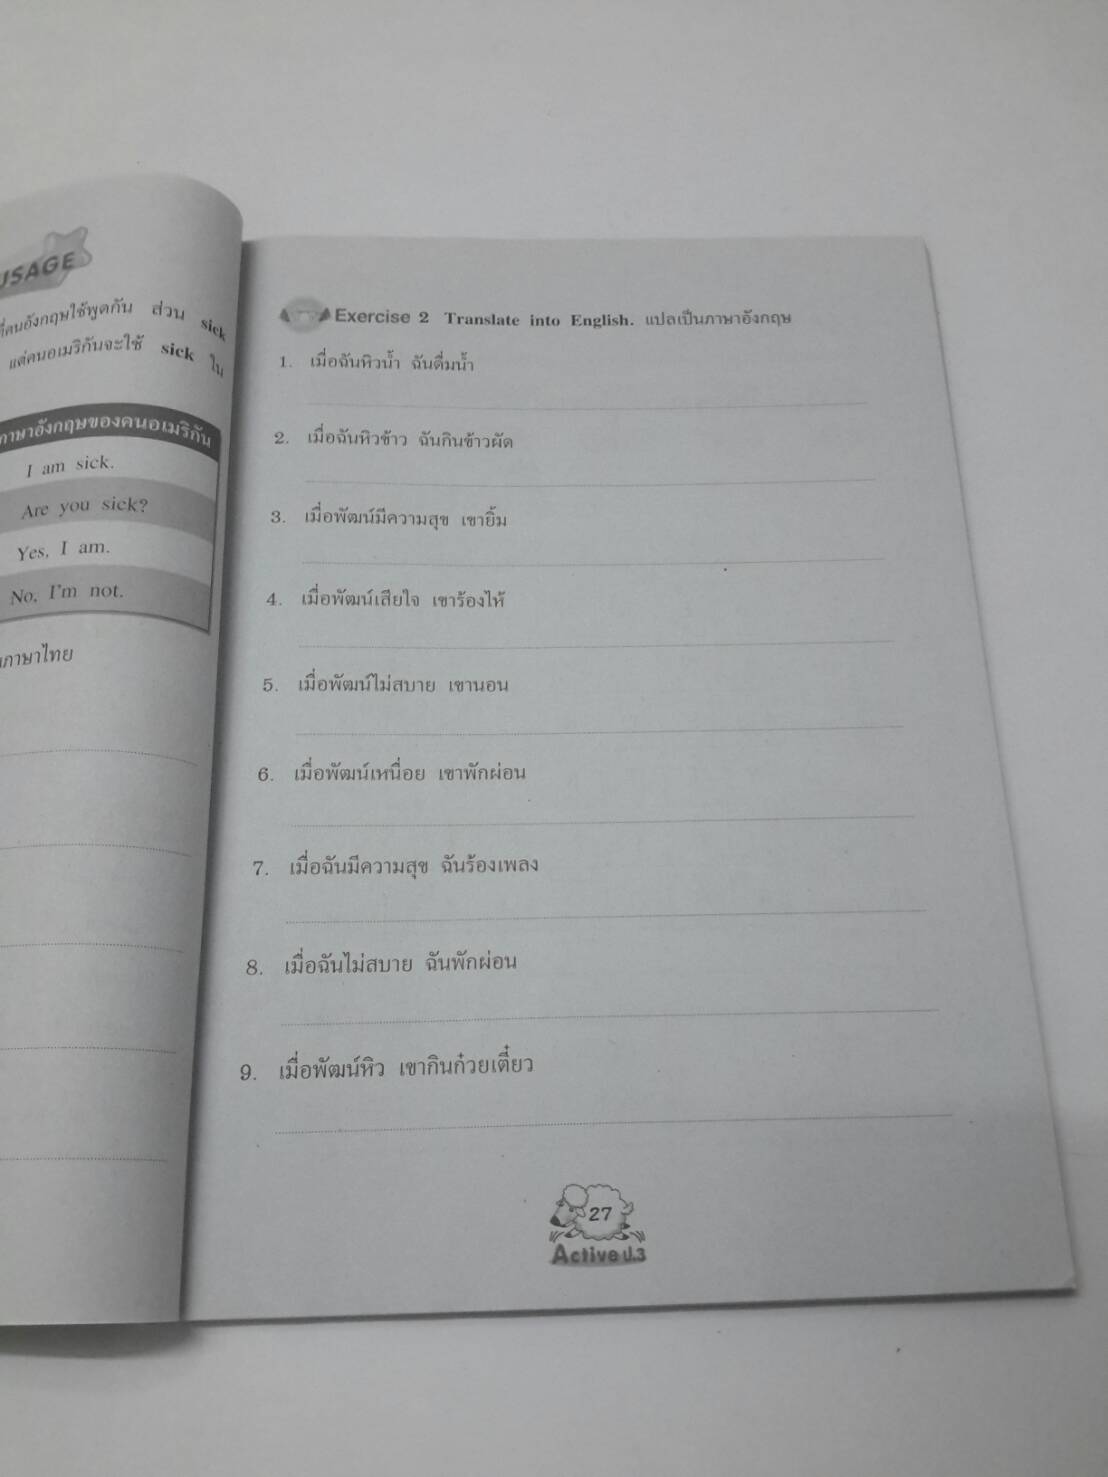 USAGE
ที่คนอังกฤษใช้พูดกัน ส่วน sick
แต่คนอเมริกันจะใช้ sick ใน
ภาษาอังกฤษของคนอเมริกัน
I am sick.
Are you sick?
Yes, I am.
No, I'm not.
ภาษาไทย
Exercise 2 Translate into English. แปลเป็นภาษาอังกฤษ
1. เมื่อฉันหิวน้ำ ฉันดื่มน้ำ
2. เมื่อฉันหิวข้าว ฉันกินข้าวผัด
3. เมื่อพัฒน์มีความสุข เขายิ้ม
4. เมื่อพัฒน์เสียใจ เขาร้องไห้
5. เมื่อพัฒน์ไม่สบาย เขานอน
6. เมื่อพัฒน์เหนื่อย เขาพักผ่อน
7. เมื่อฉันมีความสุข ฉันร้องเพลง
8. เมื่อฉันไม่สบาย ฉันพักผ่อน
9. เมื่อพัฒน์หิว เขากินก๋วยเตี๋ยว
27
Active ป.3